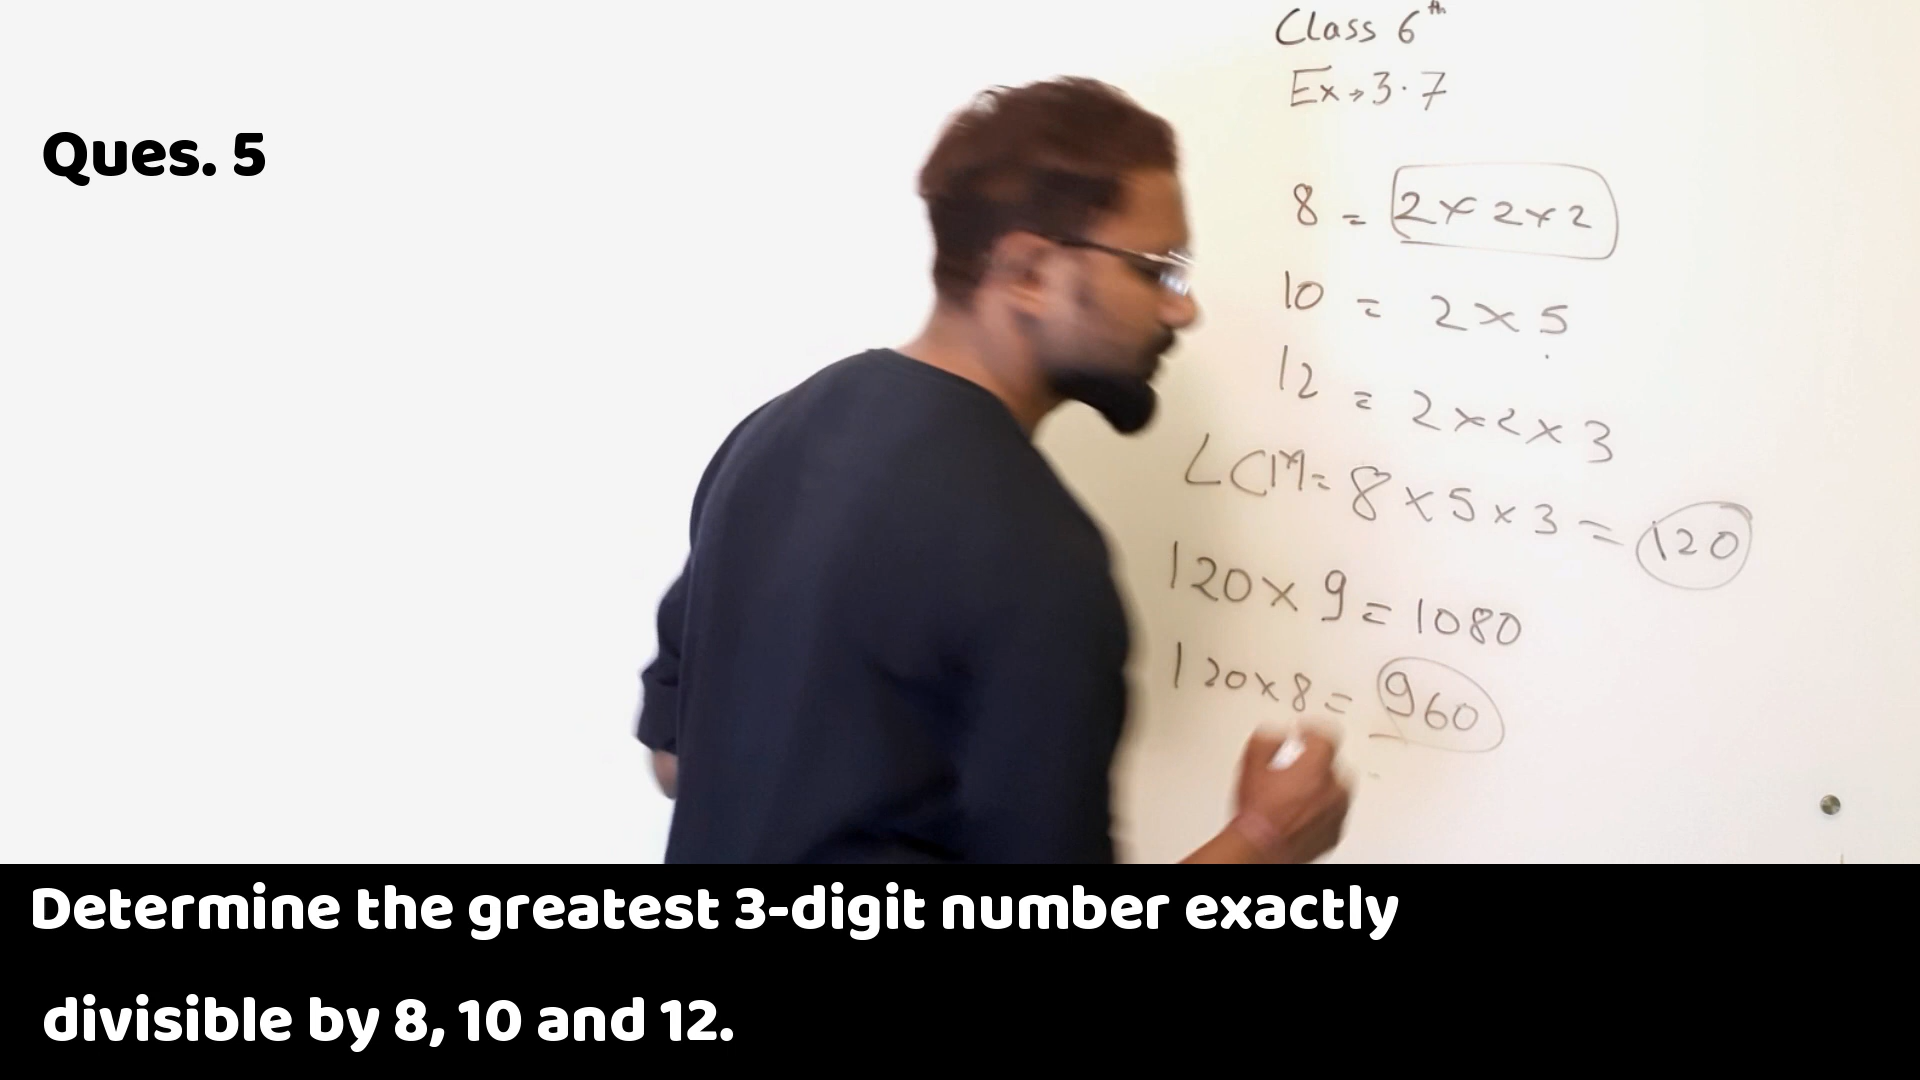 Class 6th
Ex→3.7
Ques. 5
8 = 2×2×2
10 = 2×5
12 = 2×2×3
LCM= 8×5×3 = 120
120×9=1080
120×8= 960
Determine the greatest 3-digit number exactly
divisible by 8, 10 and 12.